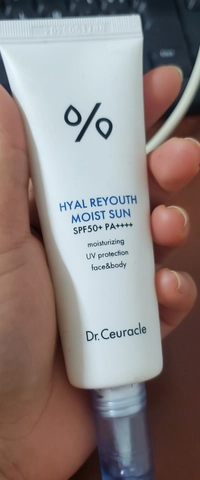 %
HYAL REYOUTH
MOIST SUN
SPF50+ PA++++
moisturizing
UV protection
face&body
Dr.Ceuracle